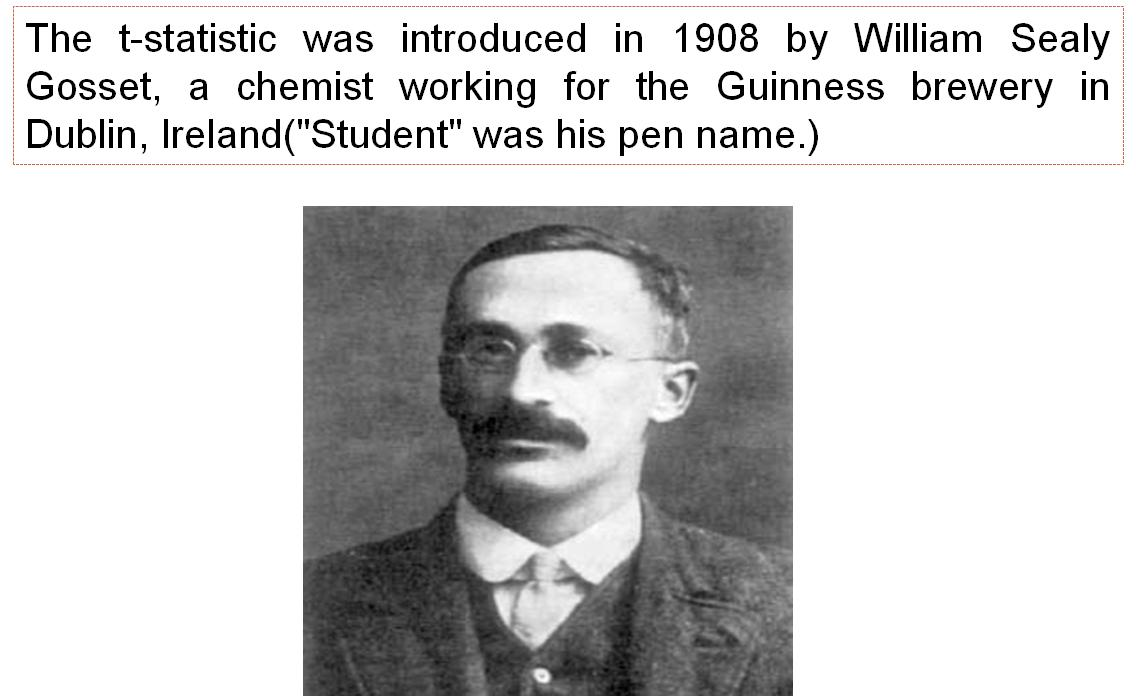 The t-statistic was introduced in 1908 by William Sealy
Gosset, a chemist working for the Guinness brewery in
Dublin, Ireland("Student" was his pen name.)